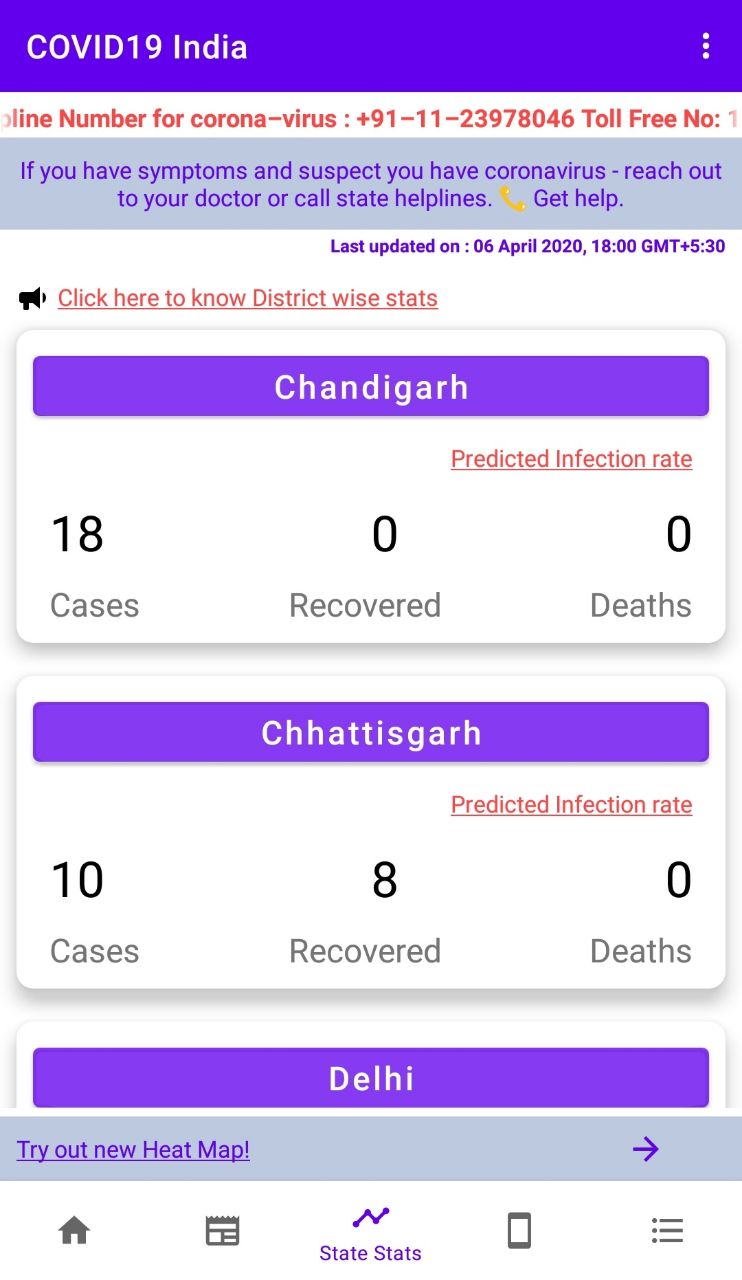 COVID19 India
Number for corona–virus : +91–11–23978046 Toll Free No:
If you have symptoms and suspect you have coronavirus - reach out
to your doctor or call state helplines. 📞 Get help.
Last updated on : 06 April 2020, 18:00 GMT+5:30
Click here to know District wise stats
Chandigarh
Predicted Infection rate
18 0 0
Cases Recovered Deaths
Chhattisgarh
Predicted Infection rate
10 8 0
Cases Recovered Deaths
Delhi
Try out new Heat Map!
State Stats